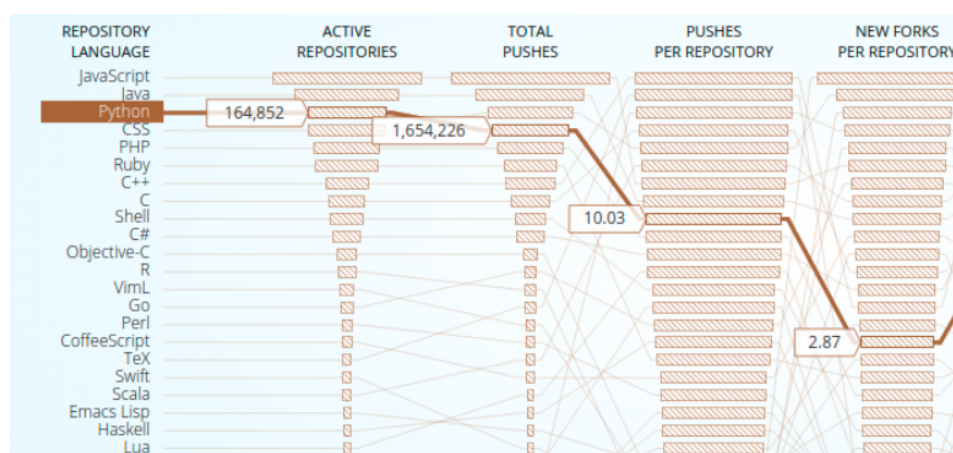 REPOSITORY LANGUAGE
ACTIVE REPOSITORIES
TOTAL PUSHES
PUSHES PER REPOSITORY
NEW FORKS PER REPOSITORY
JavaScript
Java
Python 164,852 1,654,226 10.03 2.87
CSS
PHP
Ruby
C++
C
Shell
C#
Objective-C
R
VimL
Go
Perl
CoffeeScript
TeX
Swift
Scala
Emacs Lisp
Haskell
Lua